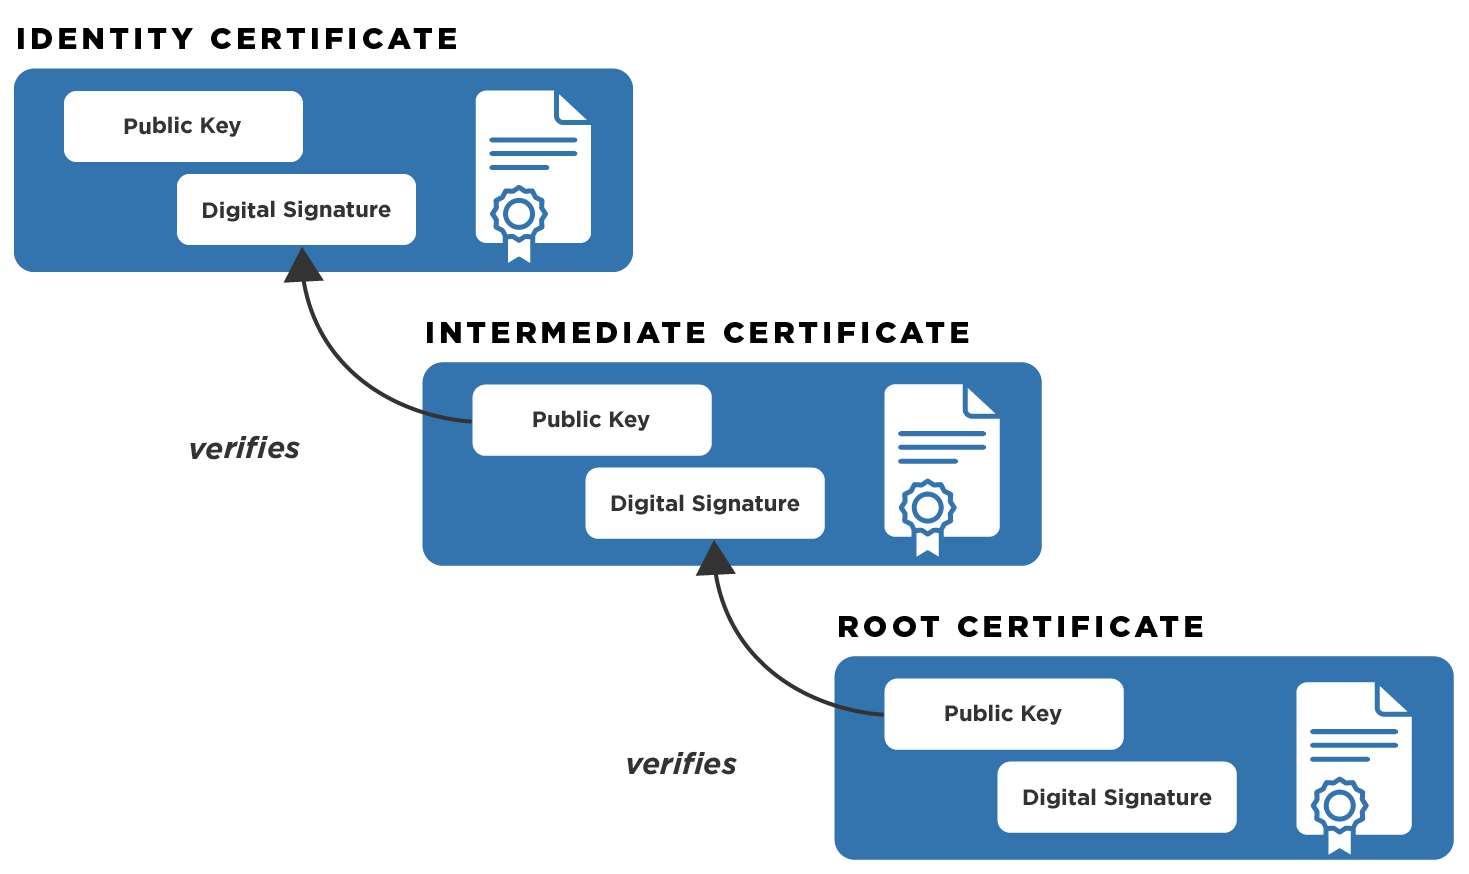 IDENTITY CERTIFICATE
Public Key
Digital Signature
INTERMEDIATE CERTIFICATE
Public Key
verifies
Digital Signature
ROOT CERTIFICATE
Public Key
verifies
Digital Signature